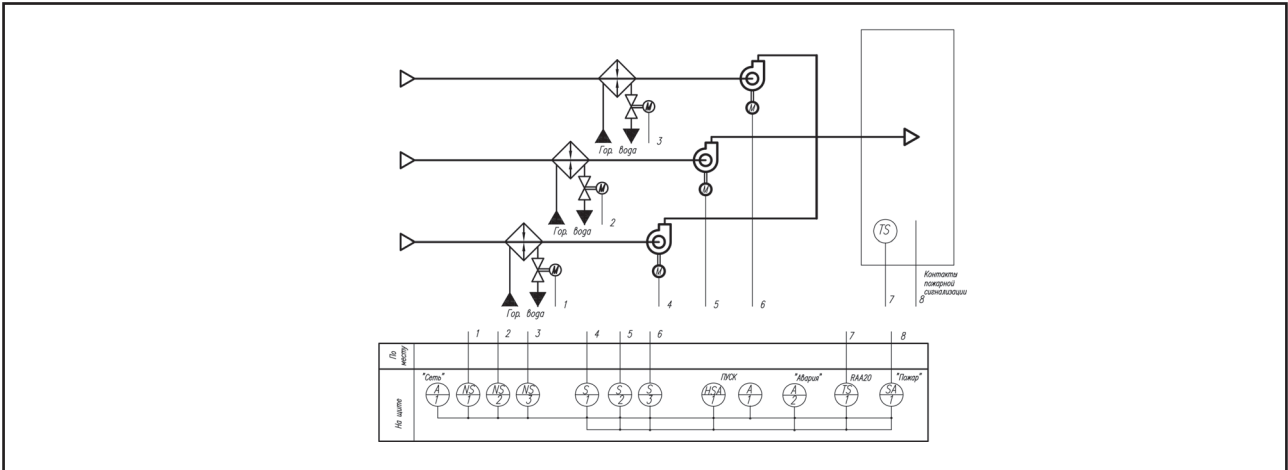 М
3
Гор. вода
М
М
2
Гор. вода
М
TS
М
1
Гор. вода
М
4
5
6
7
8
Контакты
пожарной
сигнализации
1 2 3 4 5 6 7 8
По
месту
"Сеть" ПУСК "Авария" RAA20 "Пожар"
На щите
A NS NS NS S S S HSA A A TS SA
1 1 2 3 1 2 3 1 1 2 1 1